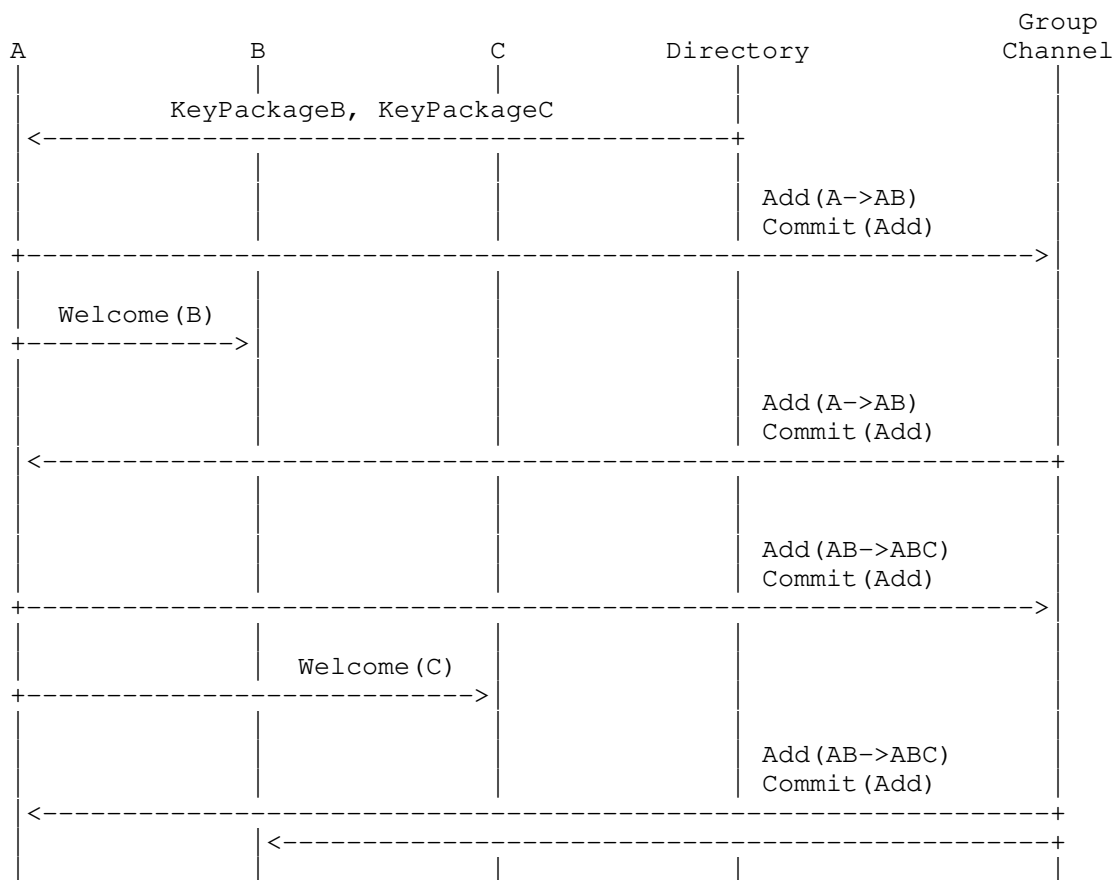 Group
A B C Directory Channel
KeyPackageB, KeyPackageC
Add(A->AB)
Commit(Add)
Welcome(B)
Add(A->AB)
Commit(Add)
Add(AB->ABC)
Commit(Add)
Welcome(C)
Add(AB->ABC)
Commit(Add)